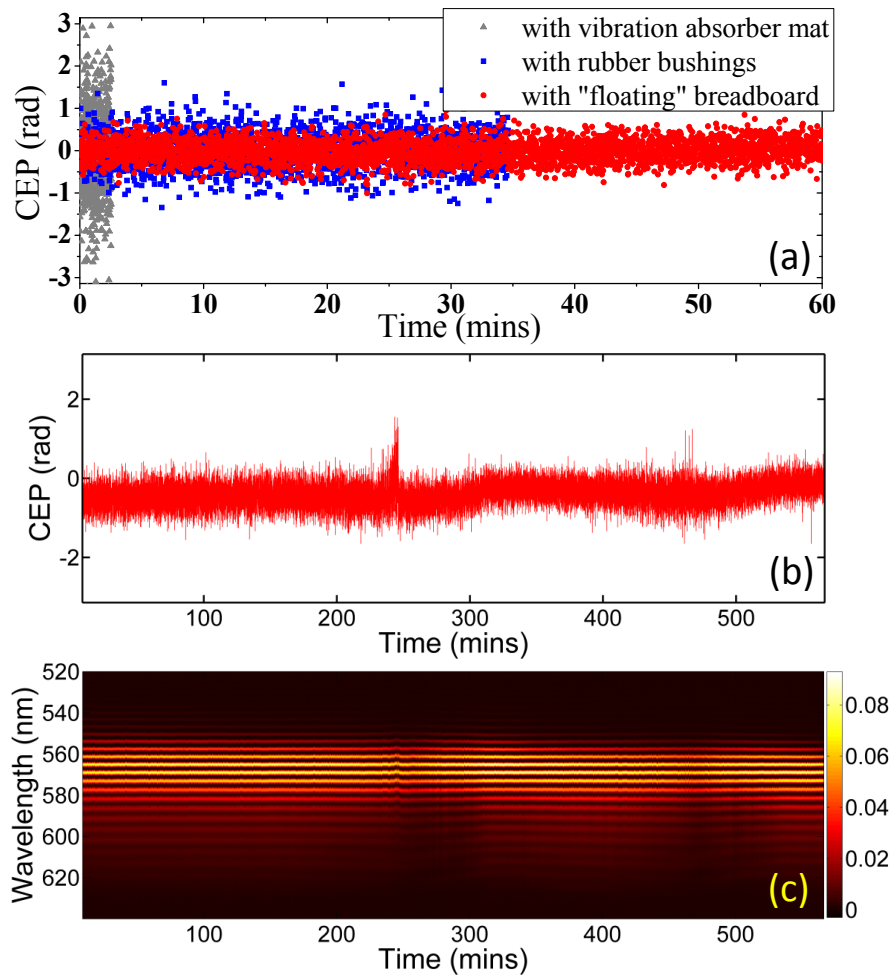 with vibration absorber mat
with rubber bushings
with "floating" breadboard
CEP (rad)
3
2
1
0
-1
-2
-3
(a)
0 10 20 30 40 50 60
Time (mins)
CEP (rad)
2
0
-2
(b)
100 200 300 400 500
Time (mins)
Wavelength (nm)
520
540
560
580
600
620
0.08
0.06
0.04
0.02
0
(c)
100 200 300 400 500
Time (mins)